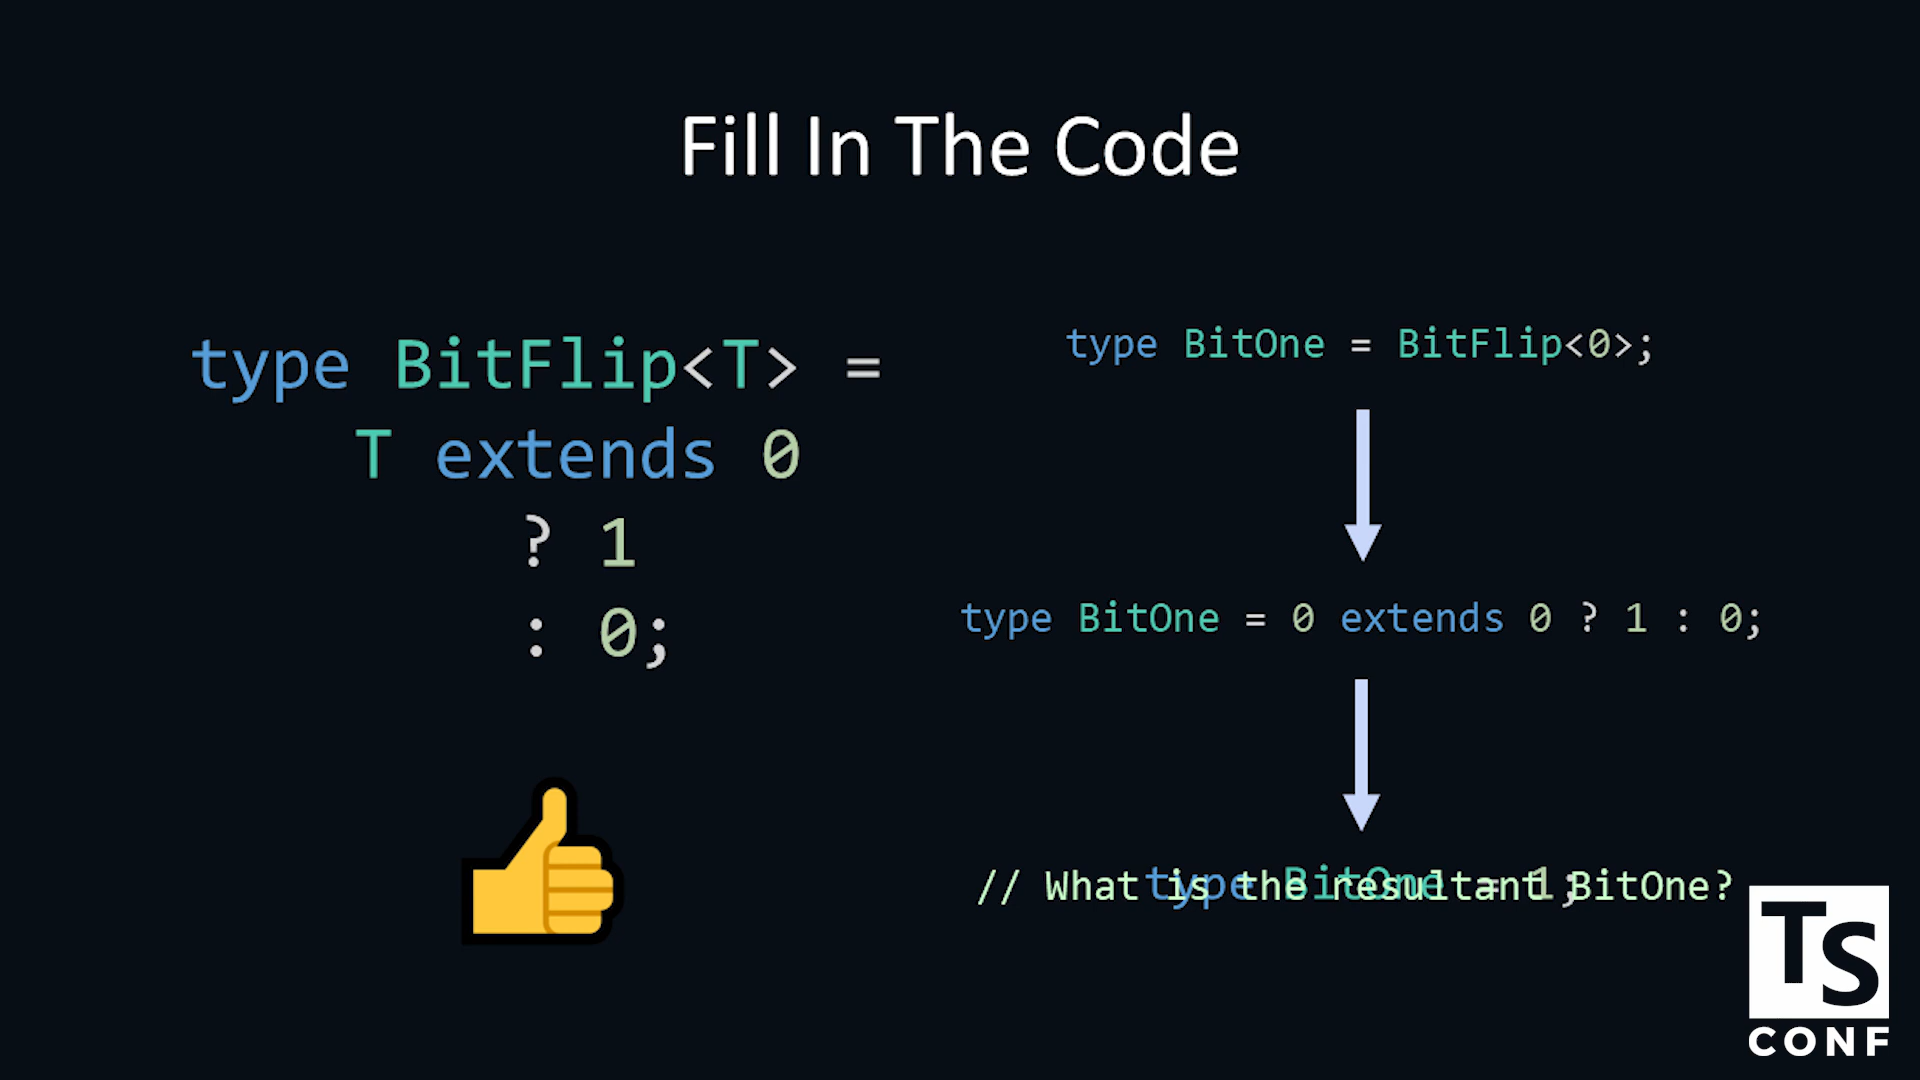 Fill In The Code
type BitFlip<T> =
T extends 0
? 1
: 0;
type BitOne = BitFlip<0>;
type BitOne = 0 extends 0 ? 1 : 0;
// What is the resultant BitOne?
type BitOne = 1;
TS
CONF